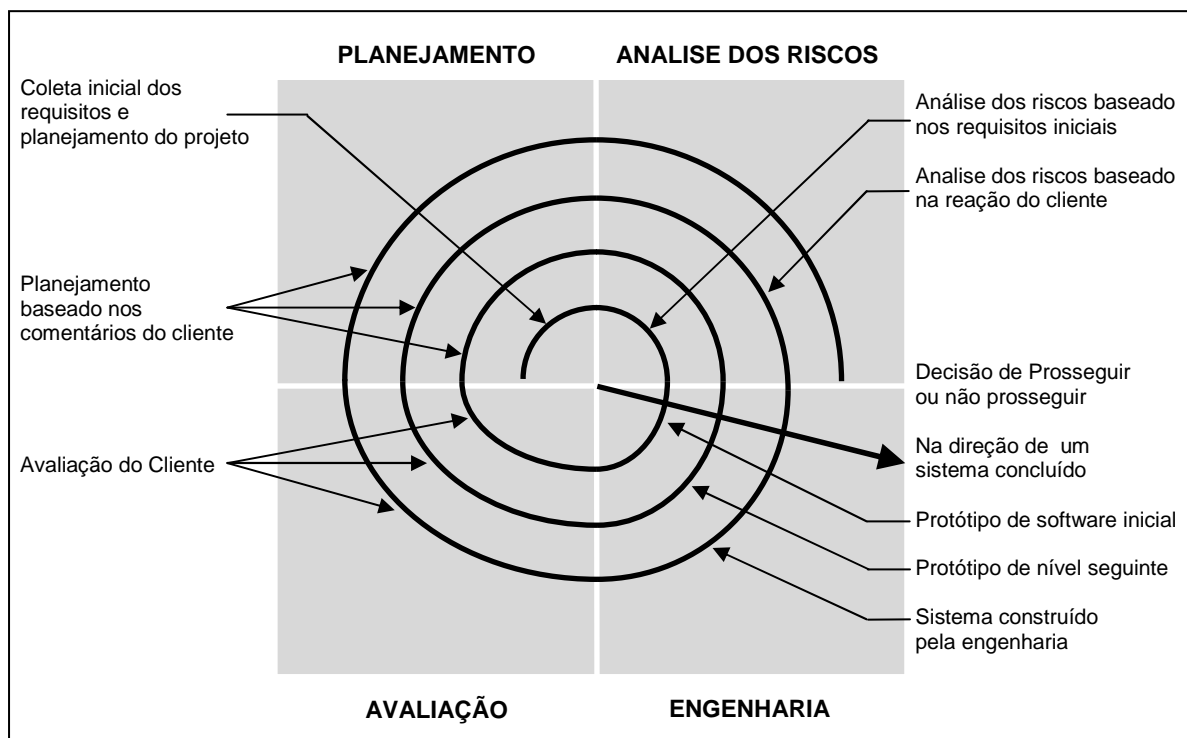 PLANEJAMENTO
ANALISE DOS RISCOS
Coleta inicial dos
requisitos e
planejamento do projeto
Análise dos riscos baseado
nos requisitos iniciais
Analise dos riscos baseado
na reação do cliente
Planejamento
baseado nos
comentários do cliente
Decisão de Prosseguir
ou não prosseguir
Avaliação do Cliente
Na direção de um
sistema concluído
Protótipo de software inicial
Protótipo de nível seguinte
Sistema construído
pela engenharia
AVALIAÇÃO
ENGENHARIA